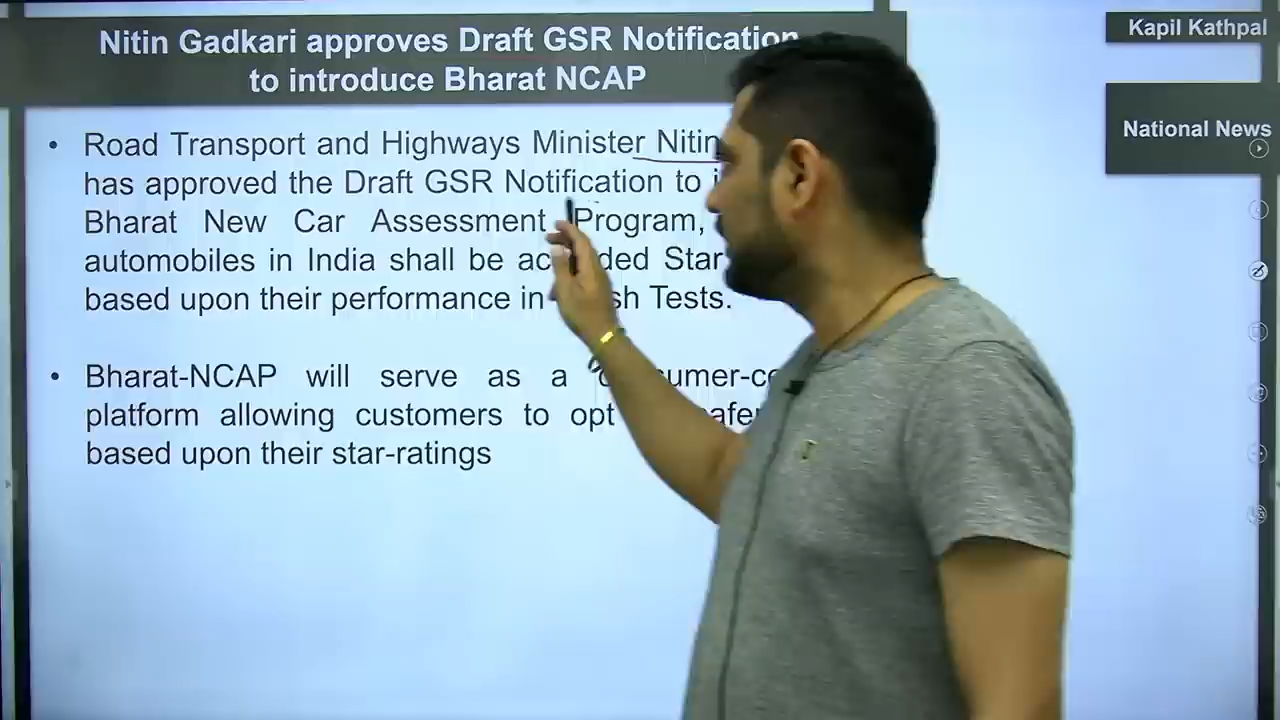 Nitin Gadkari approves Draft GSR Notification
to introduce Bharat NCAP
Kapil Kathpal
National News
• Road Transport and Highways Minister Nitin
has approved the Draft GSR Notification to
Bharat New Car Assessment Program,
automobiles in India shall be Star
based upon their performance in Tests.
• Bharat-NCAP will serve as a
platform allowing customers to opt
based upon their star-ratings